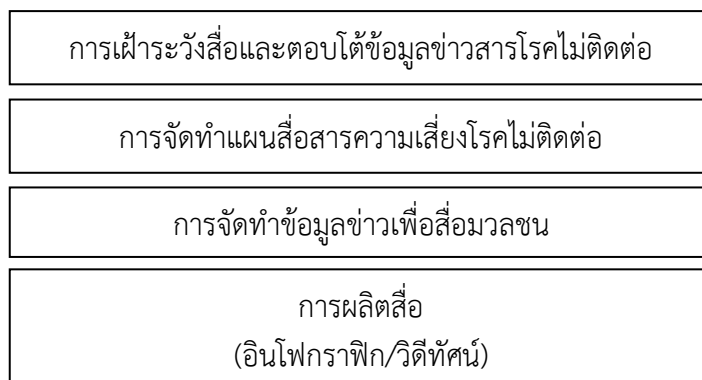 การเฝ้าระวังสื่อและตอบโต้ข้อมูลข่าวสารโรคไม่ติดต่อ
การจัดทำแผนสื่อสารความเสี่ยงโรคไม่ติดต่อ
การจัดทำข้อมูลข่าวเพื่อสื่อมวลชน
การผลิตสื่อ
(อินโฟกราฟิก/วิดีทัศน์)